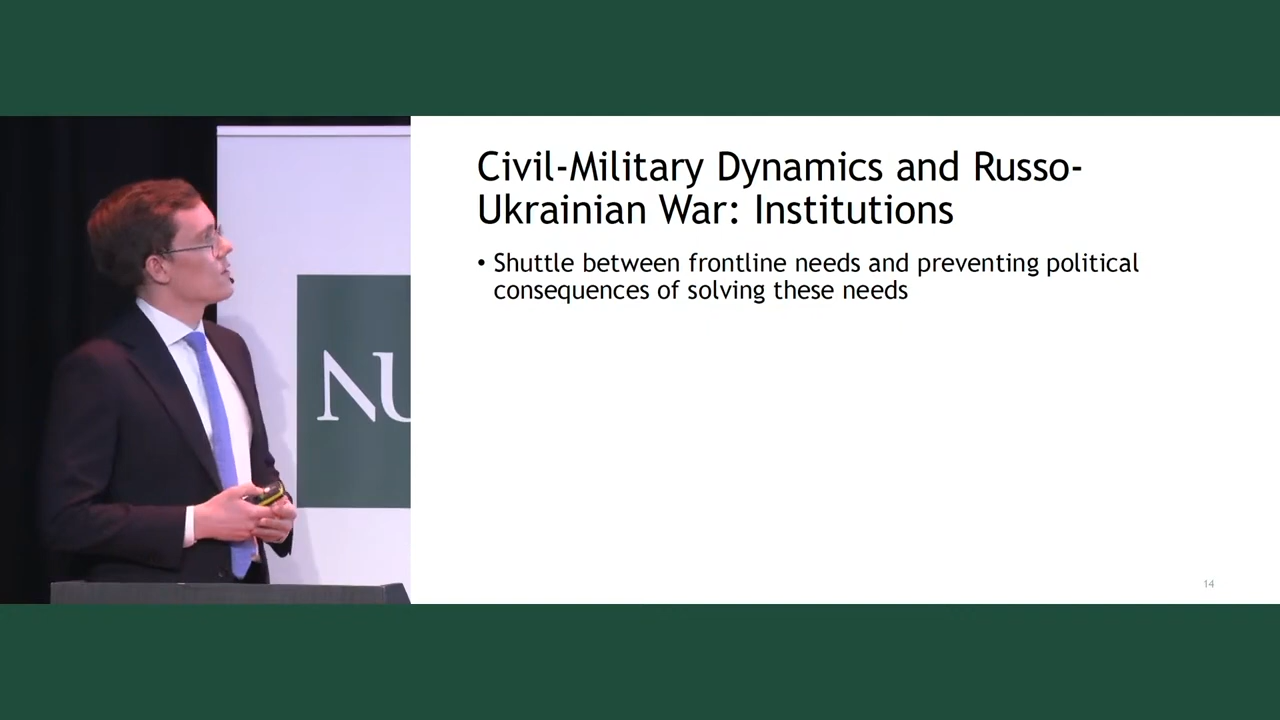 Civil-Military Dynamics and Russo-
Ukrainian War: Institutions
• Shuttle between frontline needs and preventing political
consequences of solving these needs
NU
14